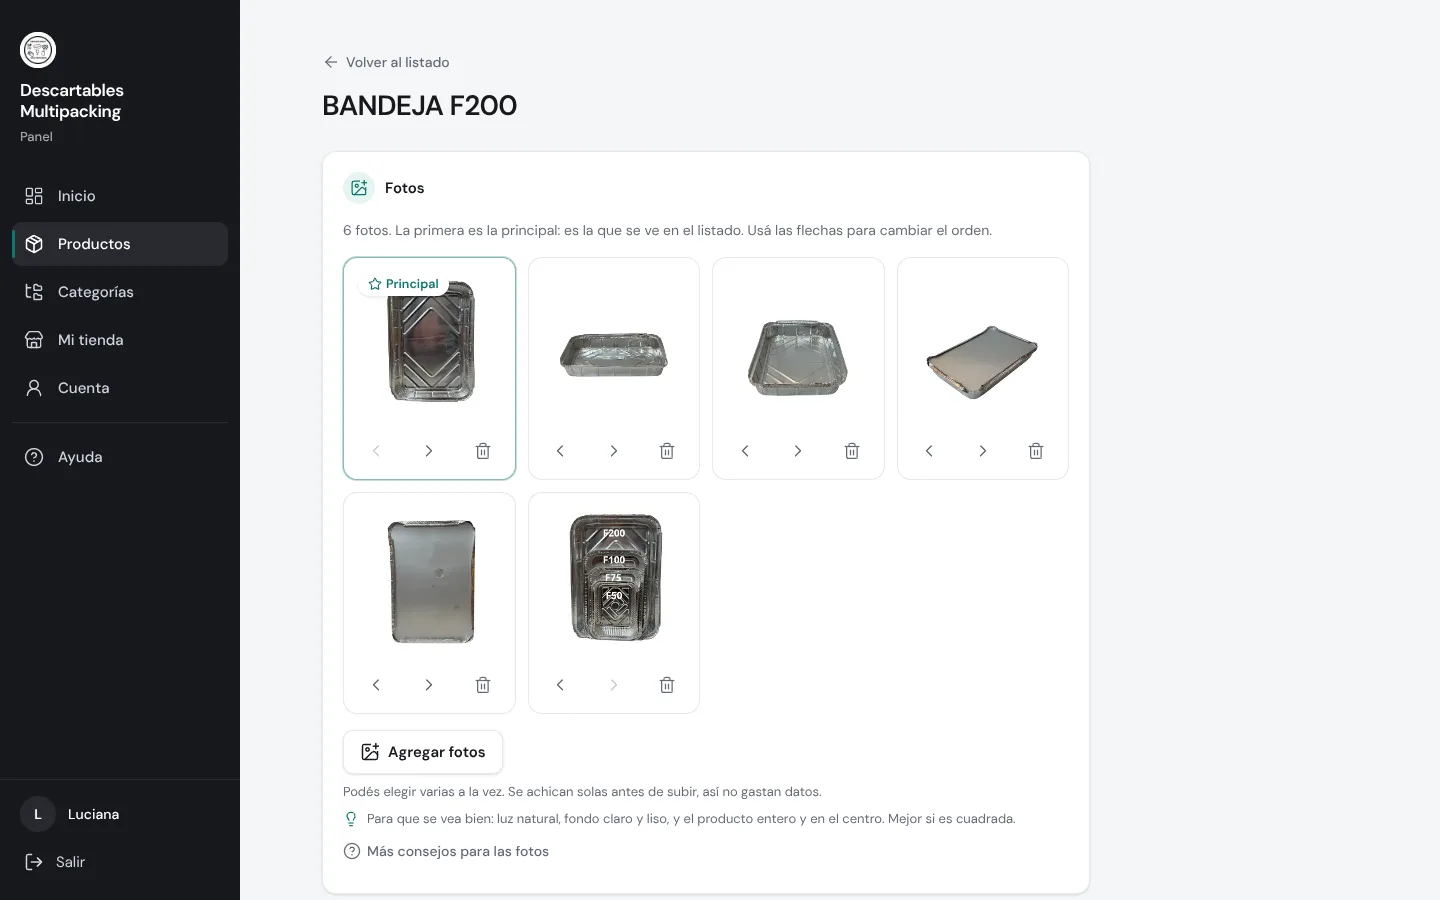 Descartables
Multipacking
Panel
Inicio
Productos
Categorías
Mi tienda
Cuenta
Ayuda
L
Luciana
Salir
Volver al listado
BANDEJA F200
Fotos
6 fotos. La primera es la principal: es la que se ve en el listado. Usá las flechas para cambiar el orden.
Principal
F200
F100
F75
F50
Agregar fotos
Podés elegir varias a la vez. Se achican solas antes de subir, así no gastan datos.
Para que se vea bien: luz natural, fondo claro y liso, y el producto entero y en el centro. Mejor si es cuadrada.
Más consejos para las fotos